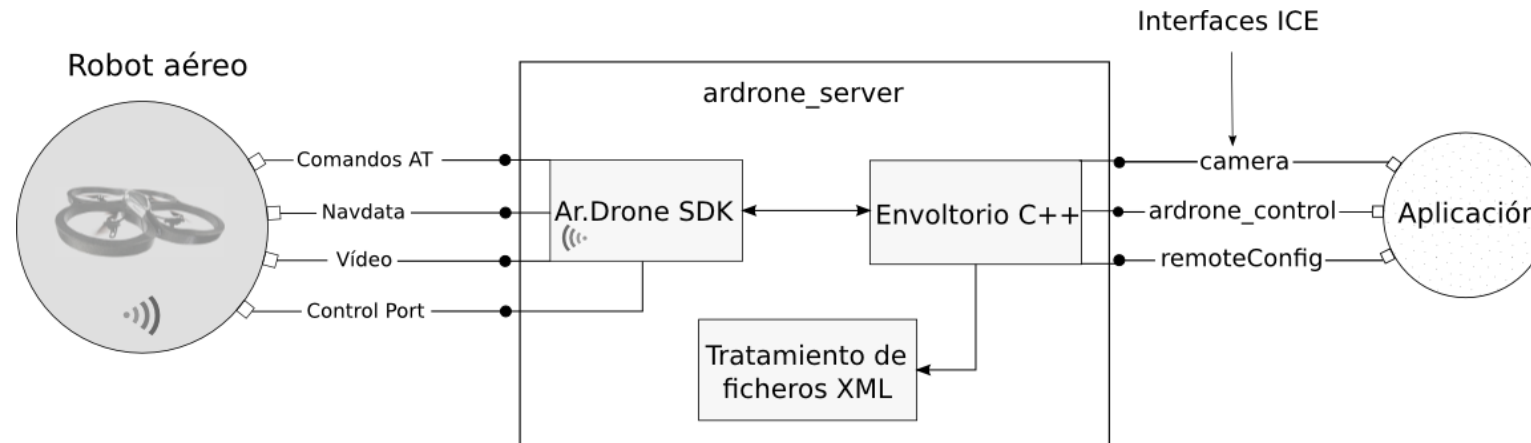 Interfaces ICE
Robot aéreo
ardrone_server
Comandos AT
Navdata
Vídeo
Control Port
Ar.Drone SDK
Envoltorio C++
camera
ardrone_control
remoteConfig
Aplicación
Tratamiento de
ficheros XML